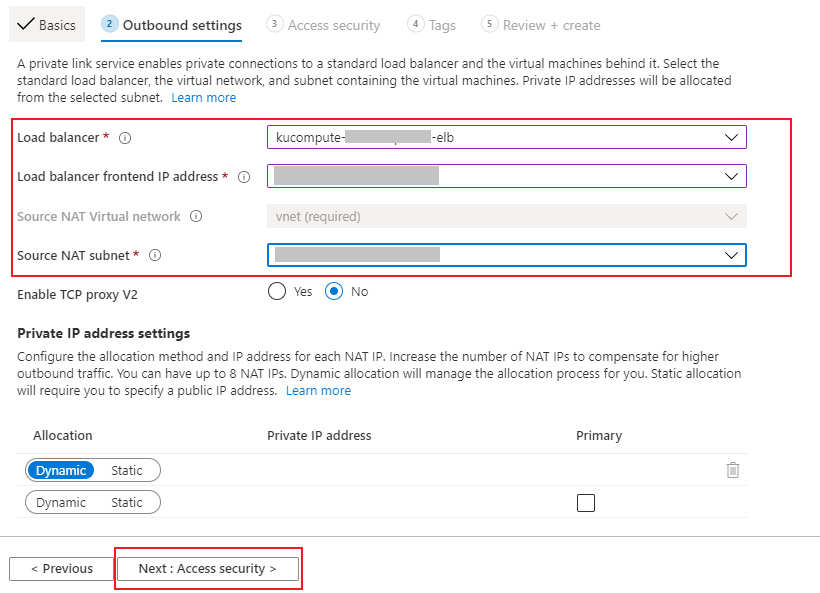 Basics
2 Outbound settings
3 Access security
4 Tags
5 Review + create
A private link service enables private connections to a standard load balancer and the virtual machines behind it. Select the
standard load balancer, the virtual network, and subnet containing the virtual machines. Private IP addresses will be allocated
from the selected subnet. Learn more
Load balancer *
kucompute- -elb
Load balancer frontend IP address *
Source NAT Virtual network
vnet (required)
Source NAT subnet *
Enable TCP proxy V2
Yes No
Private IP address settings
Configure the allocation method and IP address for each NAT IP. Increase the number of NAT IPs to compensate for higher
outbound traffic. You can have up to 8 NAT IPs. Dynamic allocation will manage the allocation process for you. Static allocation
will require you to specify a public IP address. Learn more
Allocation Private IP address Primary
Dynamic Static
Dynamic Static
< Previous
Next : Access security >